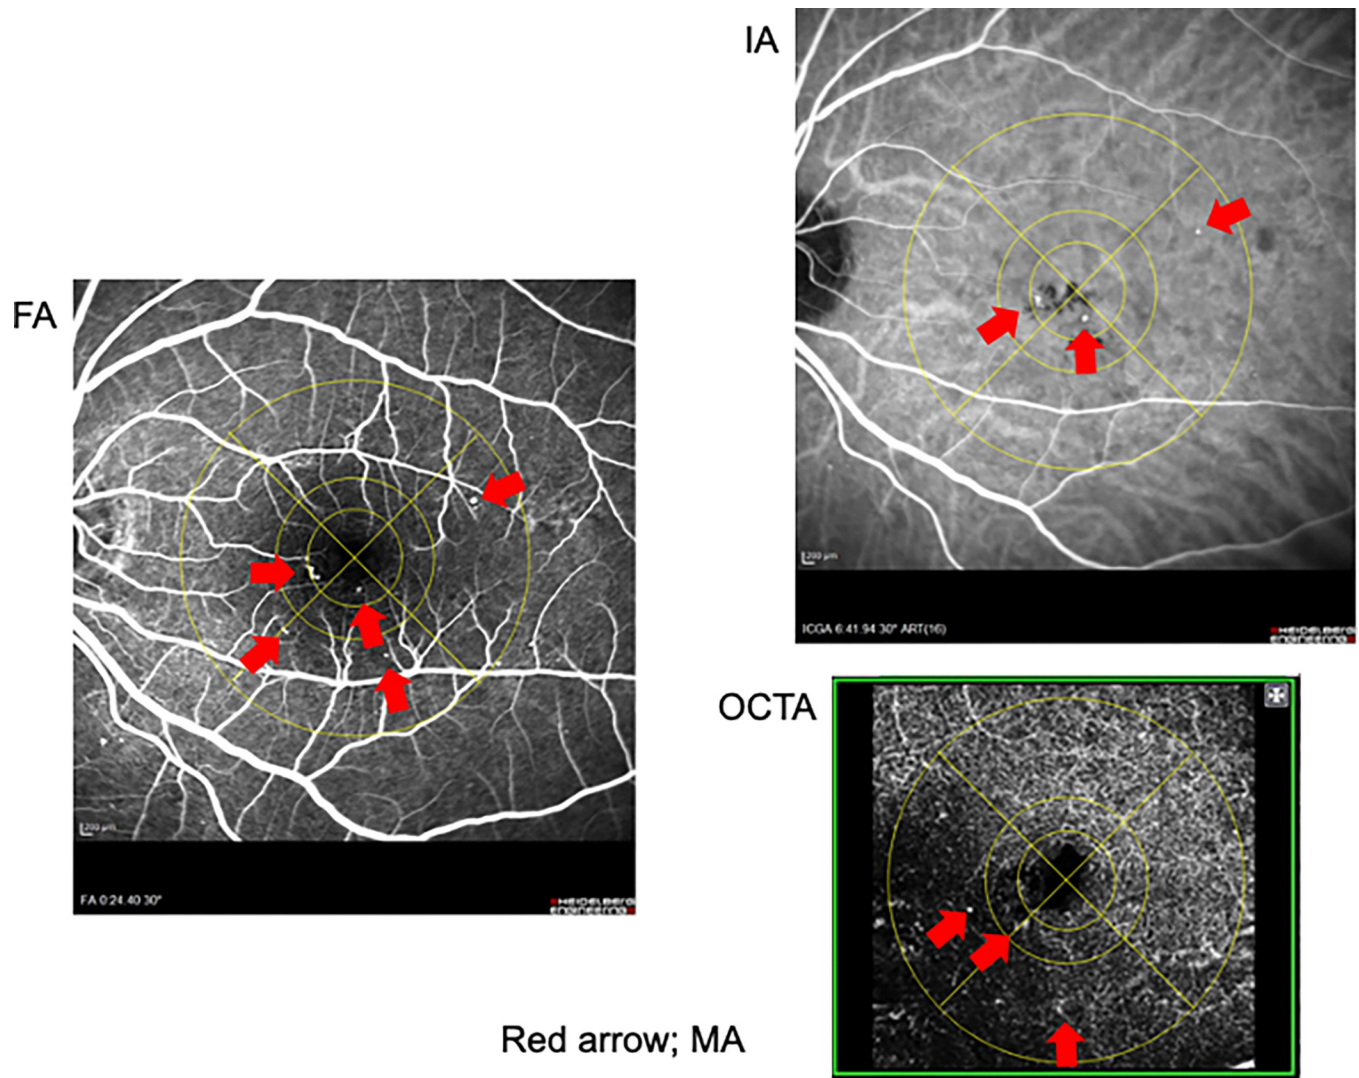 IA
FA
200 µm
ICGA 6:41.94 30° ART(16)
HEIDELBERG
ENGINEERING
OCTA
200 µm
FA 0:24.40 30°
HEIDELBERG
ENGINEERING
Red arrow; MA